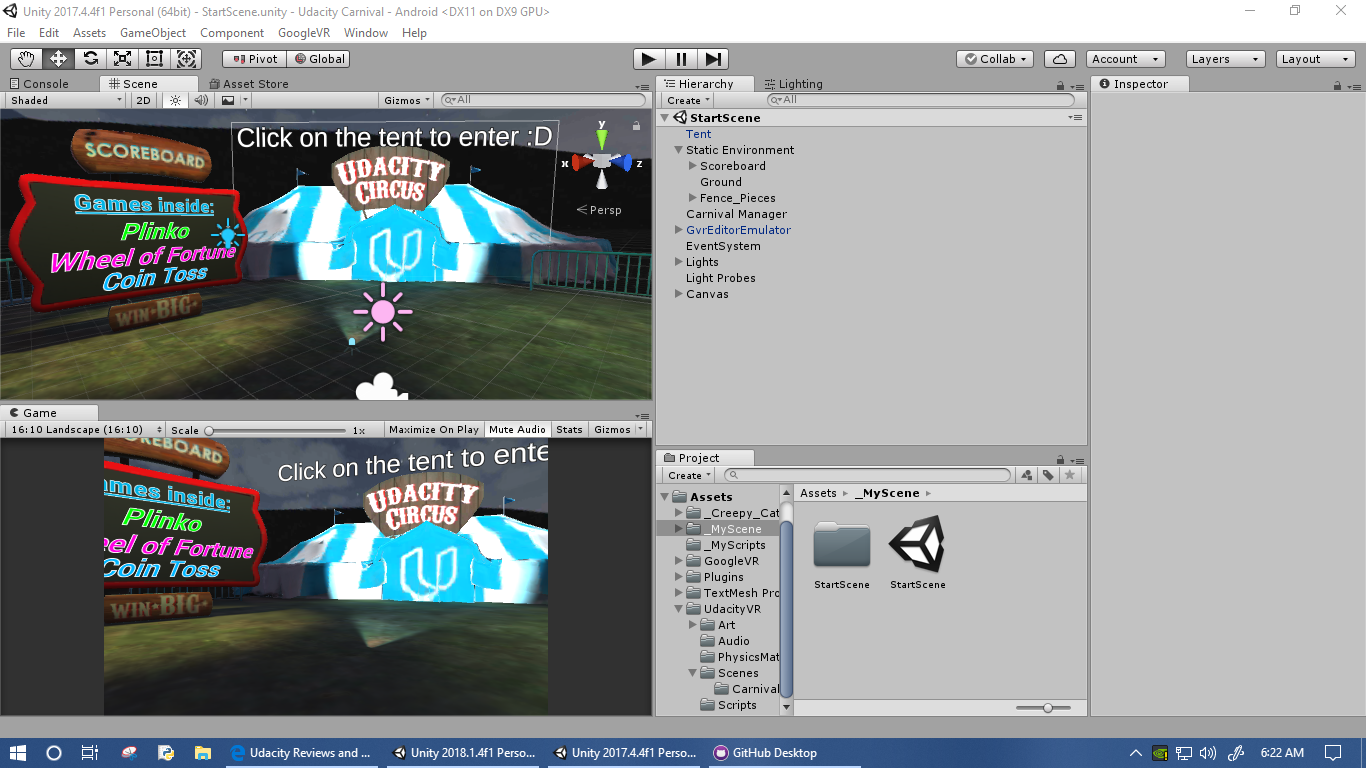 Unity 2017.4.4f1 Personal (64bit) - StartScene.unity - Udacity Carnival - Android <DX11 on DX9 GPU>
File Edit Assets GameObject Component GoogleVR Window Help
Pivot Global Collab Account Layers Layout
Console Scene Asset Store
Shaded 2D Gizmos All
Click on the tent to enter :D
SCOREBOARD
UDACITY
CIRCUS
Games inside:
Plinko
Wheel of Fortune
Coin Toss
WIN BIG
y
x z
Persp
Game
16:10 Landscape (16:10) Scale 1x Maximize On Play Mute Audio Stats Gizmos
OREBOARD
Click on the tent to ente
UDACITY
CIRCUS
ames inside:
Plinko
eel of Fortune
Coin Toss
WIN BIG
Hierarchy Lighting
Create All
StartScene
Tent
Static Environment
Scoreboard
Ground
Fence_Pieces
Carnival Manager
GvrEditorEmulator
EventSystem
Lights
Light Probes
Canvas
Project
Create
Assets
_Creepy_Cat
_MyScene
_MyScripts
GoogleVR
Plugins
TextMesh Pro
UdacityVR
Art
Audio
PhysicsMat
Scenes
Carnival
Scripts
Assets _MyScene
StartScene StartScene
Inspector
Udacity Reviews and ... Unity 2018.1.4f1 Perso... Unity 2017.4.4f1 Perso... GitHub Desktop 6:22 AM